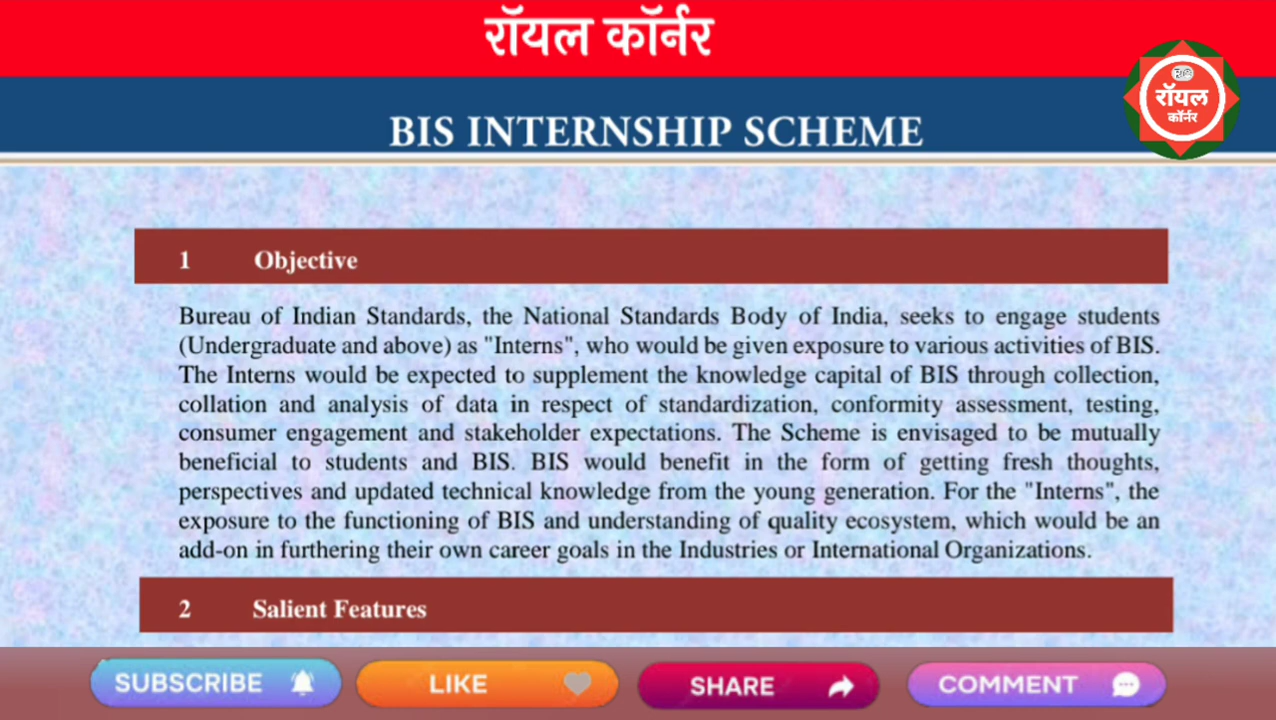 रॉयल कॉर्नर
BIS INTERNSHIP SCHEME
रॉयल
कॉर्नर
1 Objective
Bureau of Indian Standards, the National Standards Body of India, seeks to engage students
(Undergraduate and above) as "Interns", who would be given exposure to various activities of BIS.
The Interns would be expected to supplement the knowledge capital of BIS through collection,
collation and analysis of data in respect of standardization, conformity assessment, testing,
consumer engagement and stakeholder expectations. The Scheme is envisaged to be mutually
beneficial to students and BIS. BIS would benefit in the form of getting fresh thoughts,
perspectives and updated technical knowledge from the young generation. For the "Interns", the
exposure to the functioning of BIS and understanding of quality ecosystem, which would be an
add-on in furthering their own career goals in the Industries or International Organizations.
2 Salient Features
SUBSCRIBE
LIKE
SHARE
COMMENT